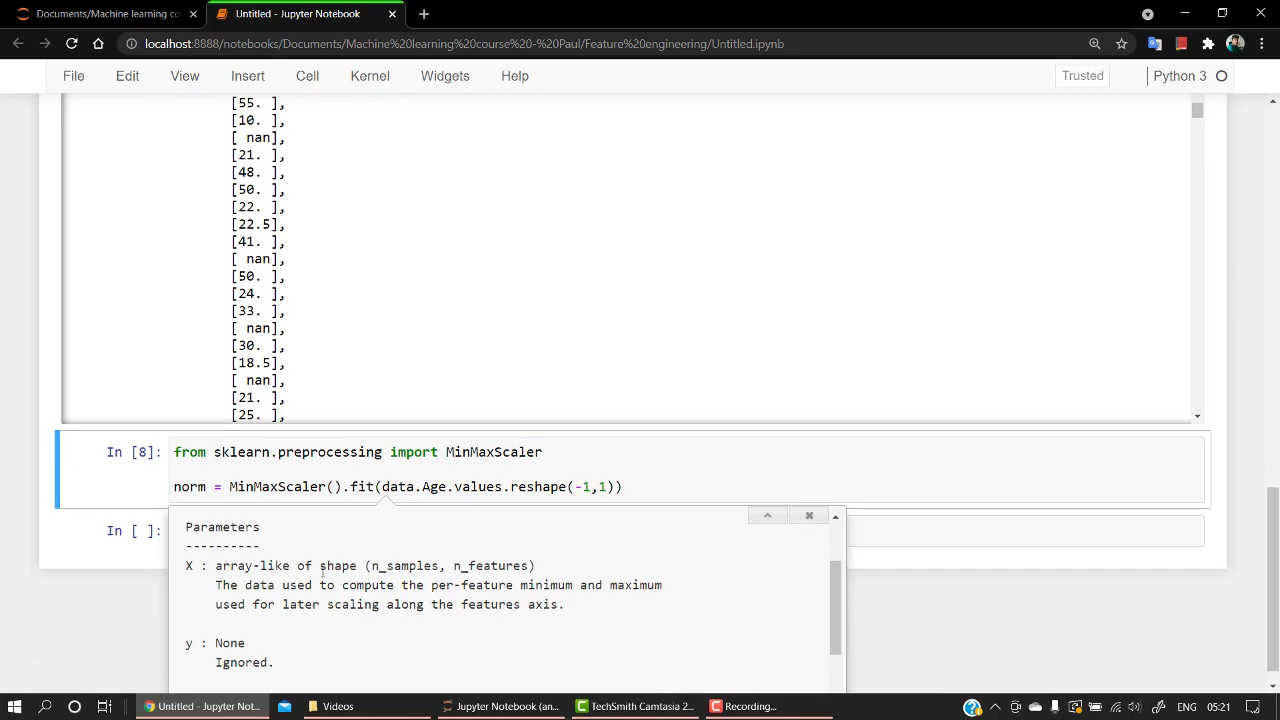 Documents/Machine learning co
Untitled - Jupyter Notebook
localhost:8888/notebooks/Documents/Machine%20learning%20course%20-%20Paul/Feature%20engineering/Untitled.ipynb
File Edit View Insert Cell Kernel Widgets Help Trusted Python 3
[55. ],
[10. ],
[ nan],
[21. ],
[48. ],
[50. ],
[22. ],
[22.5],
[41. ],
[ nan],
[50. ],
[24. ],
[33. ],
[ nan],
[30. ],
[18.5],
[ nan],
[21. ],
[25. ],
In [8]: from sklearn.preprocessing import MinMaxScaler
norm = MinMaxScaler().fit(data.Age.values.reshape(-1,1))
In [ ]:
Parameters
----------
X : array-like of shape (n_samples, n_features)
The data used to compute the per-feature minimum and maximum
used for later scaling along the features axis.
y : None
Ignored.
Untitled - Jupyter Not...
Videos
Jupyter Notebook (an...
TechSmith Camtasia 2...
Recording...
ENG 05:21